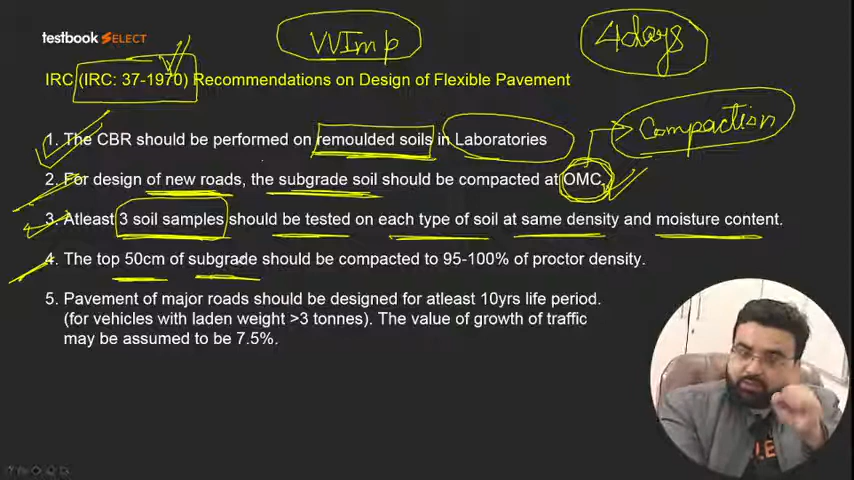 testbook SELECT
VVImp
4days
IRC (IRC: 37-1970) Recommendations on Design of Flexible Pavement
Compaction
1. The CBR should be performed on remoulded soils in Laboratories
2. For design of new roads, the subgrade soil should be compacted at OMC.
3. Atleast 3 soil samples should be tested on each type of soil at same density and moisture content.
4. The top 50cm of subgrade should be compacted to 95-100% of proctor density.
5. Pavement of major roads should be designed for atleast 10yrs life period.
(for vehicles with laden weight >3 tonnes). The value of growth of traffic
may be assumed to be 7.5%.